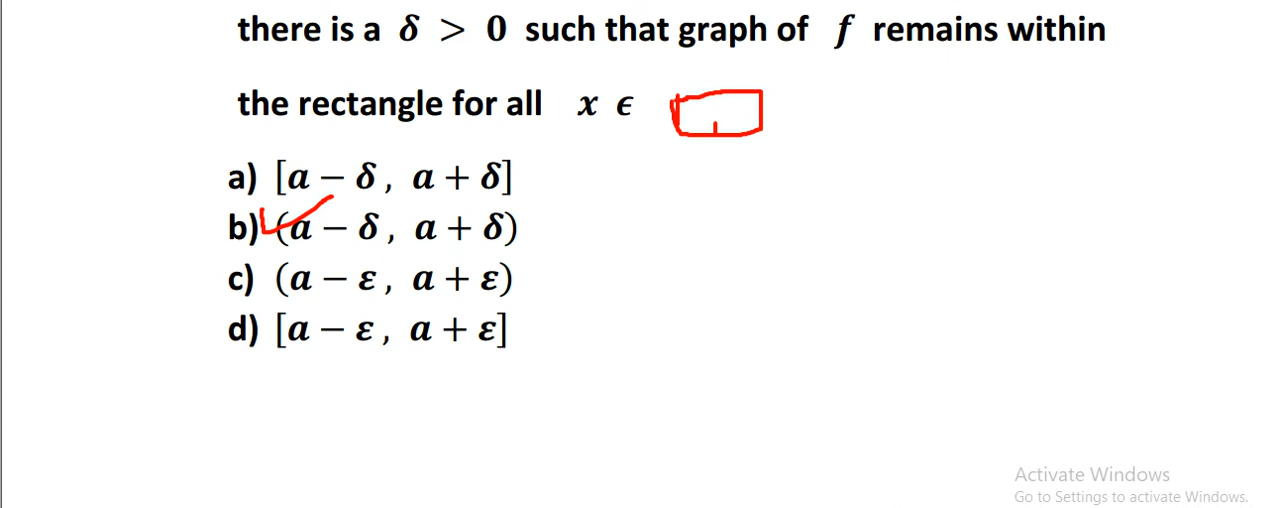 there is a δ > 0 such that graph of f remains within
the rectangle for all x ϵ
a) [a − δ, a + δ]
b) (a − δ, a + δ)
c) (a − ε, a + ε)
d) [a − ε, a + ε]
Activate Windows
Go to Settings to activate Windows.